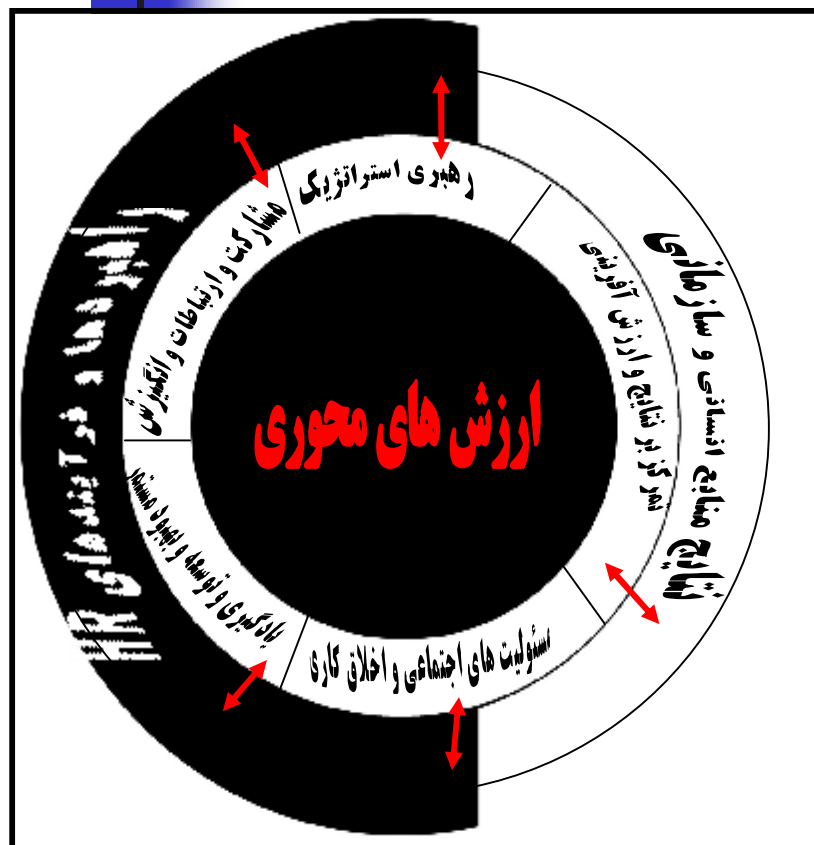 ارزش های محوری
رهبری استراتژیک
مشارکت و ارتباطات و انگیزش
یادگیری و توسعه و بهبود مستمر
مسئولیت های اجتماعی و اخلاق کاری
تمرکز بر نتایج و ارزش آفرینی
نتایج منابع انسانی و سازمانی
راهبردها و فرآیندهای HR